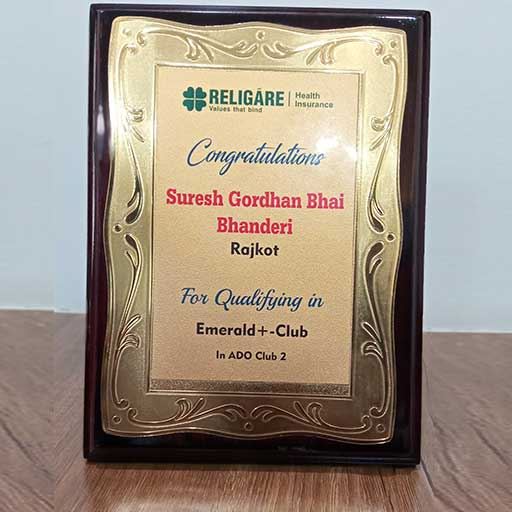 RELIGARE | Health
Values that bind Insurance
Congratulations
Suresh Gordhan Bhai
Bhanderi
Rajkot
For Qualifying in
Emerald+-Club
In ADO Club 2